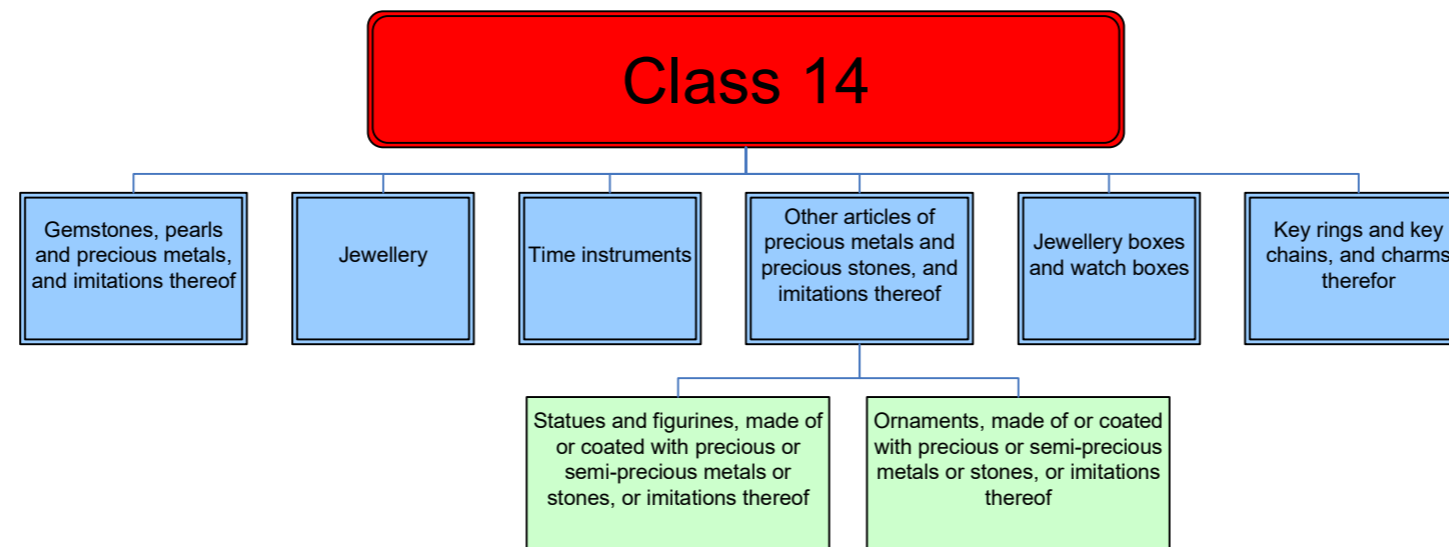 Class 14
Gemstones, pearls
and precious metals,
and imitations thereof
Jewellery
Time instruments
Other articles of
precious metals and
precious stones, and
imitations thereof
Jewellery boxes
and watch boxes
Key rings and key
chains, and charms
therefor
Statues and figurines, made of
or coated with precious or
semi-precious metals or
stones, or imitations thereof
Ornaments, made of or coated
with precious or semi-precious
metals or stones, or imitations
thereof